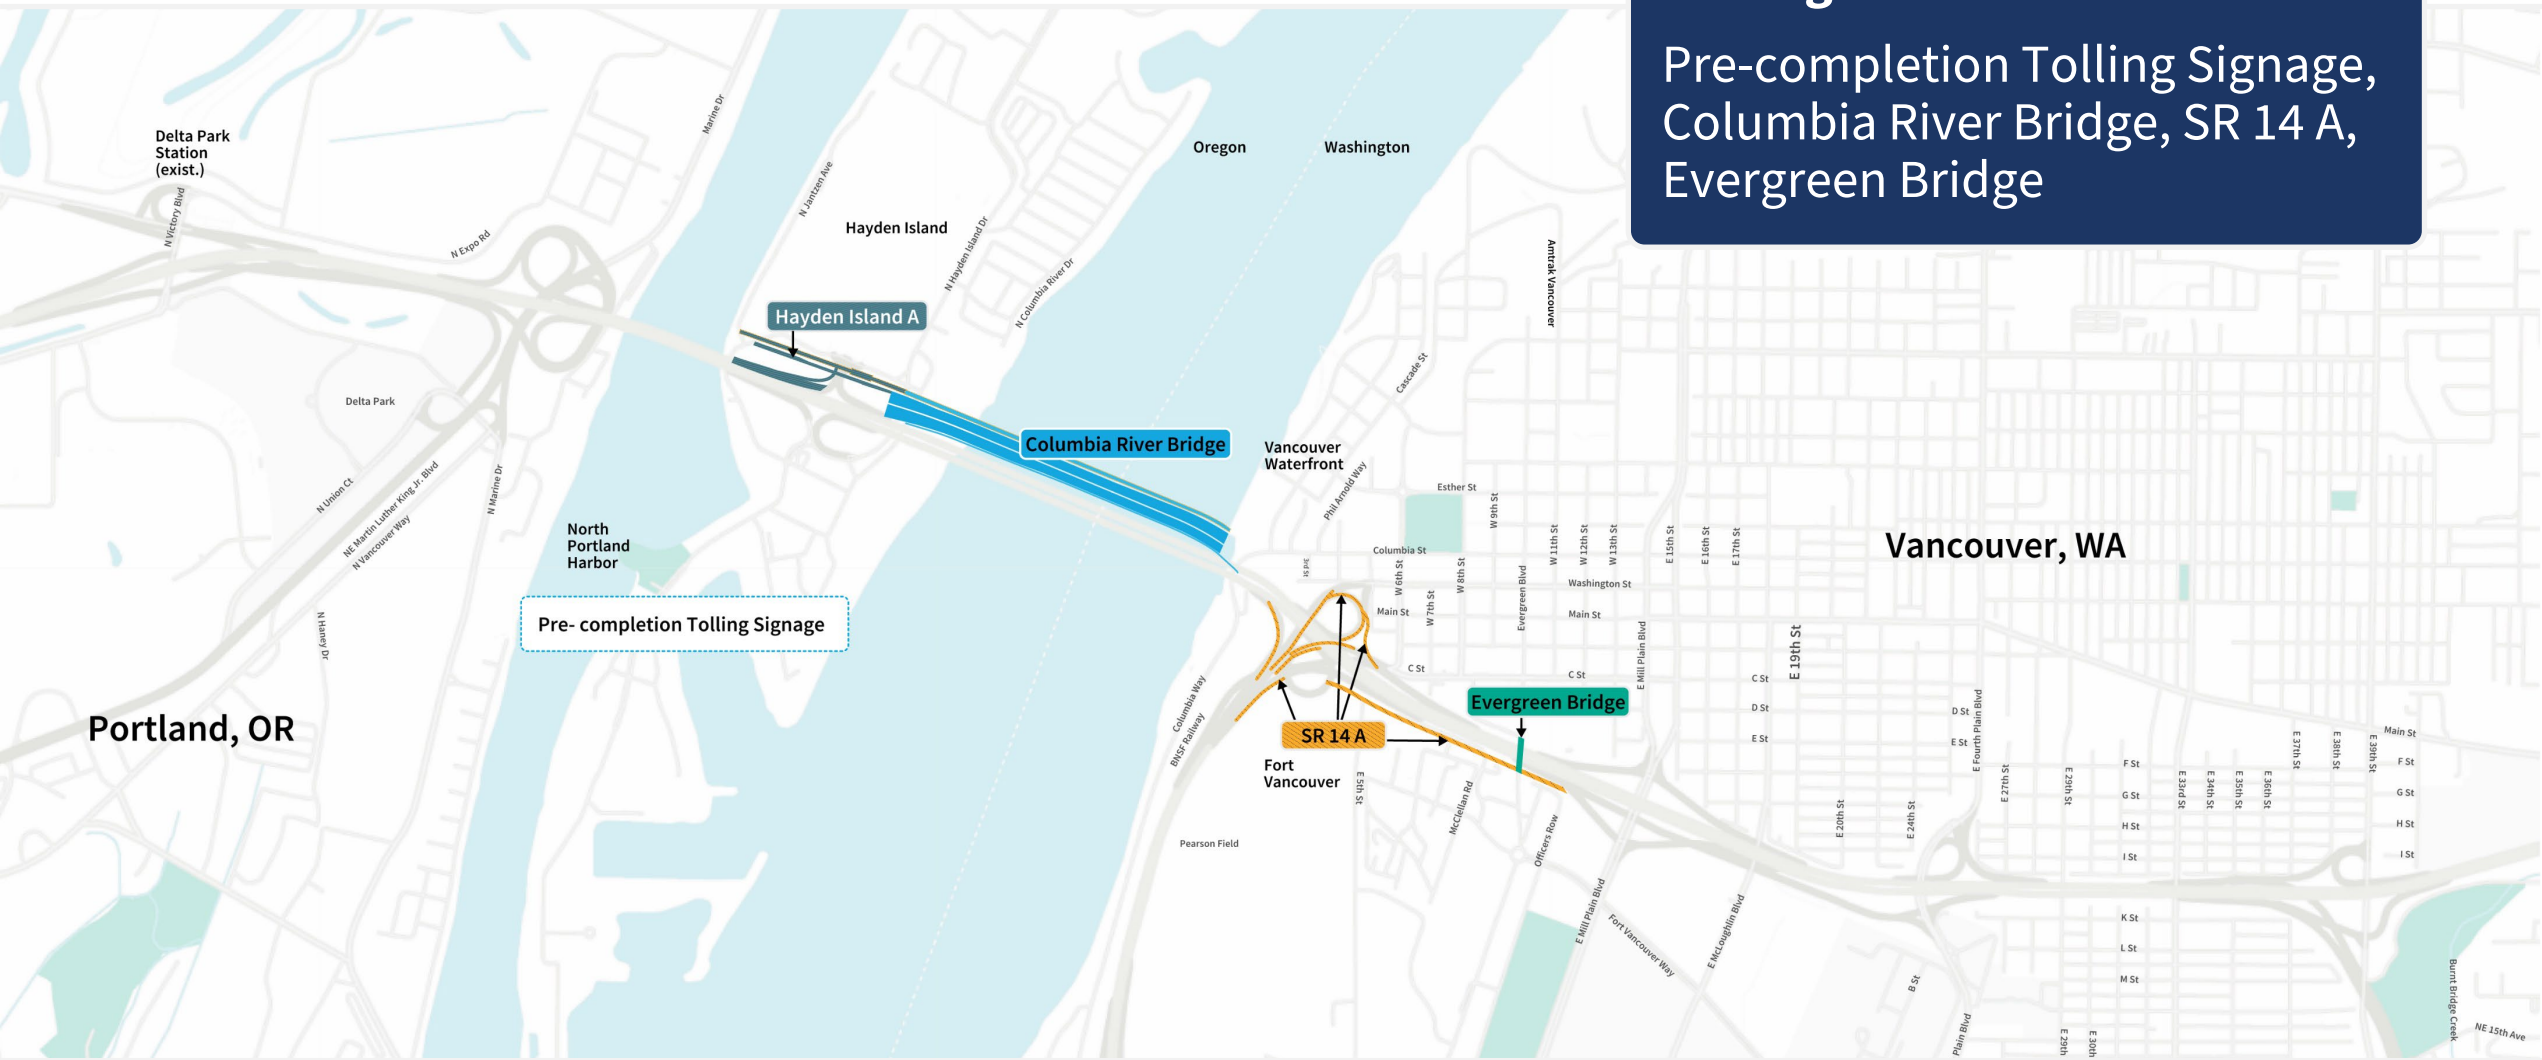 Pre-completion Tolling Signage,
Columbia River Bridge, SR 14 A,
Evergreen Bridge
Delta Park
Station
(exist.)
N Victory Blvd
N Expo Rd
Marine Dr
N Jantzen Ave
Hayden Island
N Hayden Island Dr
N Columbia River Dr
Oregon
Washington
Amtrak Vancouver
Hayden Island A
Cascade St
Delta Park
Columbia River Bridge
Vancouver
Waterfront
Phil Arnold Way
Esther St
W 9th St
N Union Ct
NE Martin Luther King Jr. Blvd
N Vancouver Way
N Marine Dr
North
Portland
Harbor
Columbia St
3rd St
W 6th St
W 7th St
W 8th St
Evergreen Blvd
W 11th St
W 12th St
W 13th St
E 15th St
E 16th St
E 17th St
Vancouver, WA
Washington St
Main St
Main St
E Mill Plain Blvd
E 19th St
N Haney Dr
Pre- completion Tolling Signage
C St
C St
C St
Portland, OR
Columbia Way
BNSF Railway
SR 14 A
Evergreen Bridge
D St
E St
D St
E St
E Fourth Plain Blvd
Main St
Fort
Vancouver
E 5th St
McClellan Rd
Officers Row
E 20th St
E 24th St
E 27th St
E 29th St
F St
G St
H St
I St
E 33rd St
E 34th St
E 35th St
E 36th St
E 37th St
E 38th St
E 39th St
F St
G St
H St
I St
Pearson Field
E Mill Plain Blvd
Fort Vancouver Way
E McLoughlin Blvd
B St
K St
L St
M St
Plain Blvd
E 29th
E 30th
Burnt Bridge Creek
NE 15th Ave